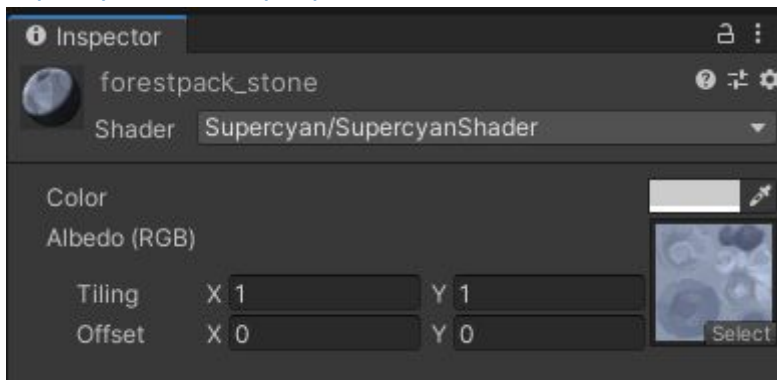 Inspector
forestpack_stone
Shader Supercyan/SupercyanShader
Color
Albedo (RGB)
Tiling X 1 Y 1
Offset X 0 Y 0
Select